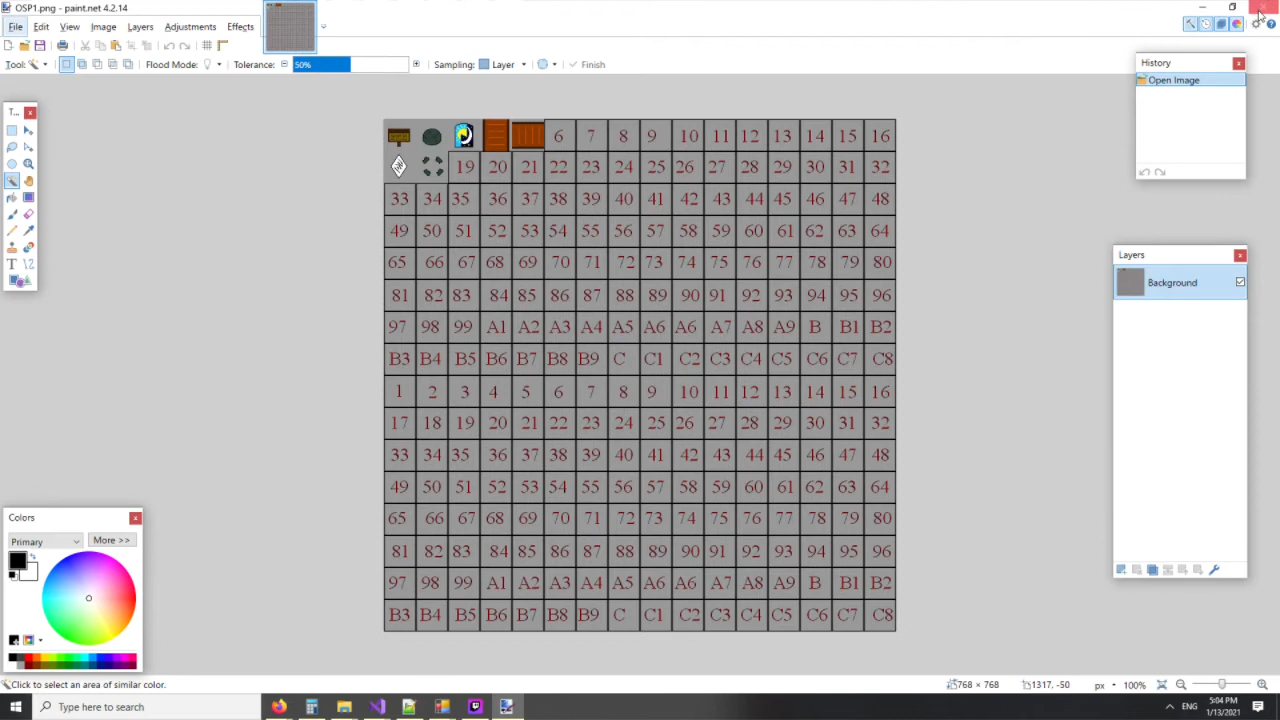 OSP1.png - paint.net 4.2.14
File Edit View Image Layers Adjustments Effects
Tool: Flood Mode: Tolerance: 50% Sampling: Layer Finish
T...
History
Open Image
6 7 8 9 10 11 12 13 14 15 16
19 20 21 22 23 24 25 26 27 28 29 30 31 32
33 34 35 36 37 38 39 40 41 42 43 44 45 46 47 48
49 50 51 52 53 54 55 56 57 58 59 60 61 62 63 64
65 66 67 68 69 70 71 72 73 74 75 76 77 78 79 80
81 82 83 84 85 86 87 88 89 90 91 92 93 94 95 96
97 98 99 A1 A2 A3 A4 A5 A6 A6 A7 A8 A9 B B1 B2
B3 B4 B5 B6 B7 B8 B9 C C1 C2 C3 C4 C5 C6 C7 C8
1 2 3 4 5 6 7 8 9 10 11 12 13 14 15 16
17 18 19 20 21 22 23 24 25 26 27 28 29 30 31 32
33 34 35 36 37 38 39 40 41 42 43 44 45 46 47 48
49 50 51 52 53 54 55 56 57 58 59 60 61 62 63 64
65 66 67 68 69 70 71 72 73 74 75 76 77 78 79 80
81 82 83 84 85 86 87 88 89 90 91 92 93 94 95 96
97 98 99 A1 A2 A3 A4 A5 A6 A6 A7 A8 A9 B B1 B2
B3 B4 B5 B6 B7 B8 B9 C C1 C2 C3 C4 C5 C6 C7 C8
Layers
Background
Colors
Primary More >>
Click to select an area of similar color.
768 × 768 1317, -50 px 100%
Type here to search
ENG
5:04 PM
1/13/2021